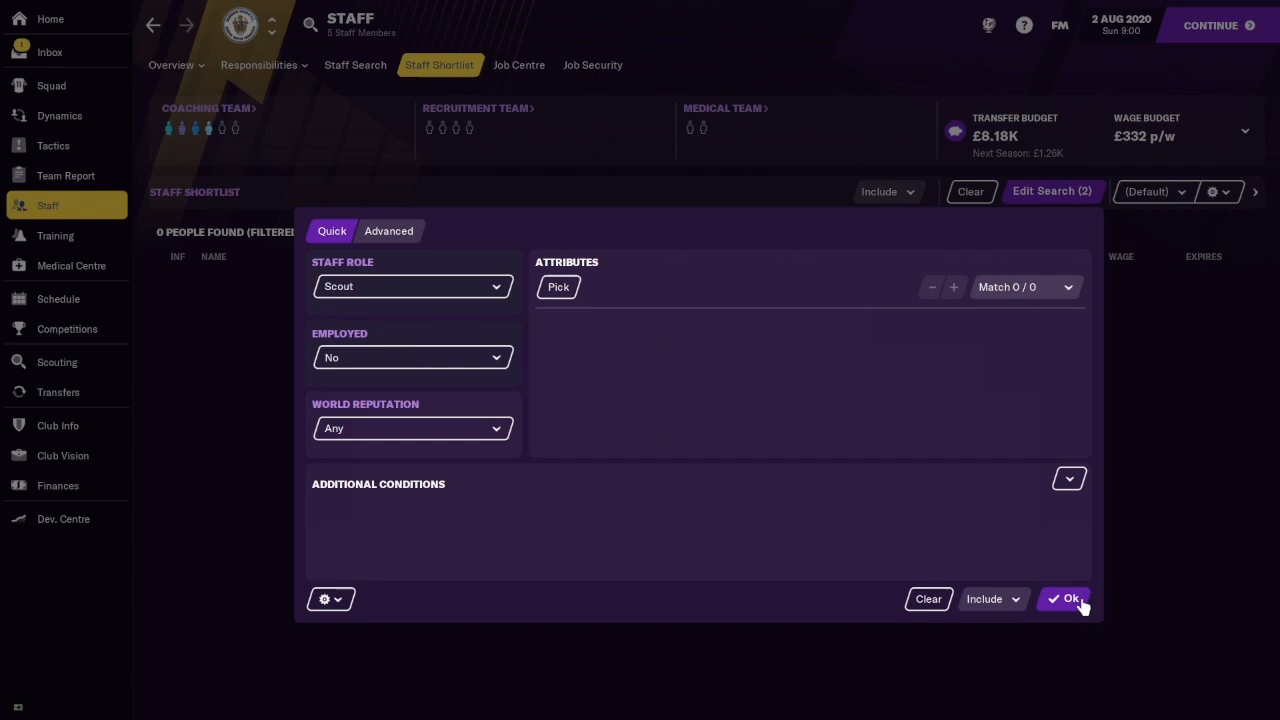 Home
1
Inbox
Squad
Dynamics
Tactics
Team Report
Staff
Training
Medical Centre
Schedule
Competitions
Scouting
Transfers
Club Info
Club Vision
Finances
Dev. Centre
STAFF
5 Staff Members
? FM 2 AUG 2020
Sun 9:00
CONTINUE
Overview Responsibilities Staff Search Staff Shortlist Job Centre Job Security
COACHING TEAM>
RECRUITMENT TEAM>
MEDICAL TEAM>
TRANSFER BUDGET
£8.18K
Next Season: £1.26K
WAGE BUDGET
£332 p/w
STAFF SHORTLIST Include Clear Edit Search (2) (Default)
0 PEOPLE FOUND (FILTERED
INF NAME WAGE EXPIRES
Quick Advanced
STAFF ROLE
Scout
EMPLOYED
No
WORLD REPUTATION
Any
ATTRIBUTES
Pick - + Match 0 / 0
ADDITIONAL CONDITIONS
Clear Include Ok